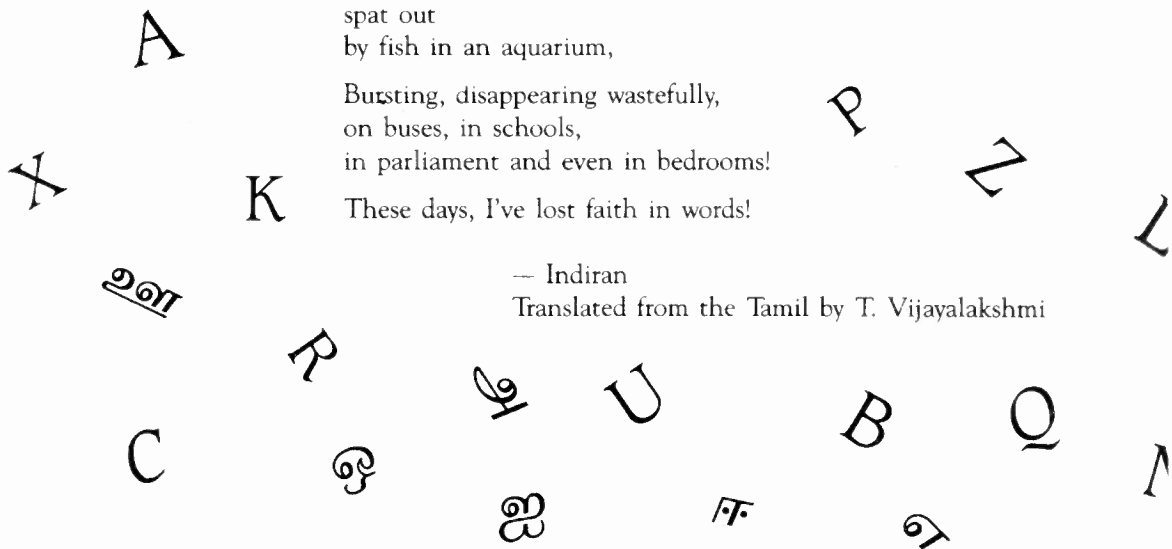 spat out
by fish in an aquarium,
Bursting, disappearing wastefully,
on buses, in schools,
in parliament and even in bedrooms!
These days, I've lost faith in words!
— Indiran
Translated from the Tamil by T. Vijayalakshmi
A
P
X
K
Z
L
ஊ
R
அ
U
B
Q
C
ஐ
ஈ
எ